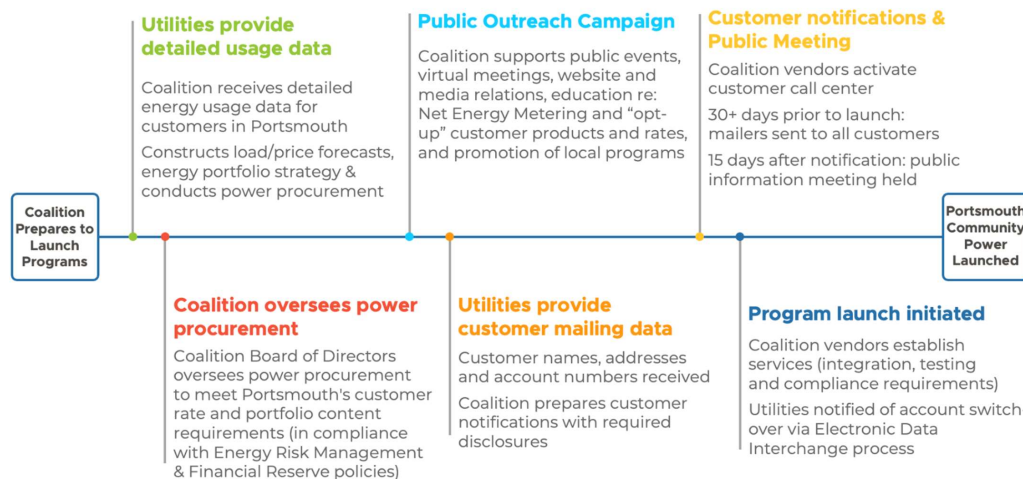 Utilities provide
detailed usage data
Coalition receives detailed
energy usage data for
customers in Portsmouth
Constructs load/price forecasts,
energy portfolio strategy &
conducts power procurement
Public Outreach Campaign
Coalition supports public events,
virtual meetings, website and
media relations, education re:
Net Energy Metering and “opt-
up” customer products and rates,
and promotion of local programs
Customer notifications &
Public Meeting
Coalition vendors activate
customer call center
30+ days prior to launch:
mailers sent to all customers
15 days after notification: public
information meeting held
Coalition
Prepares to
Launch
Programs
Portsmouth
Community
Power
Launched
Coalition oversees power
procurement
Coalition Board of Directors
oversees power procurement
to meet Portsmouth's customer
rate and portfolio content
requirements (in compliance
with Energy Risk Management
& Financial Reserve policies)
Utilities provide
customer mailing data
Customer names, addresses
and account numbers received
Coalition prepares customer
notifications with required
disclosures
Program launch initiated
Coalition vendors establish
services (integration, testing
and compliance requirements)
Utilities notified of account switch
over via Electronic Data
Interchange process